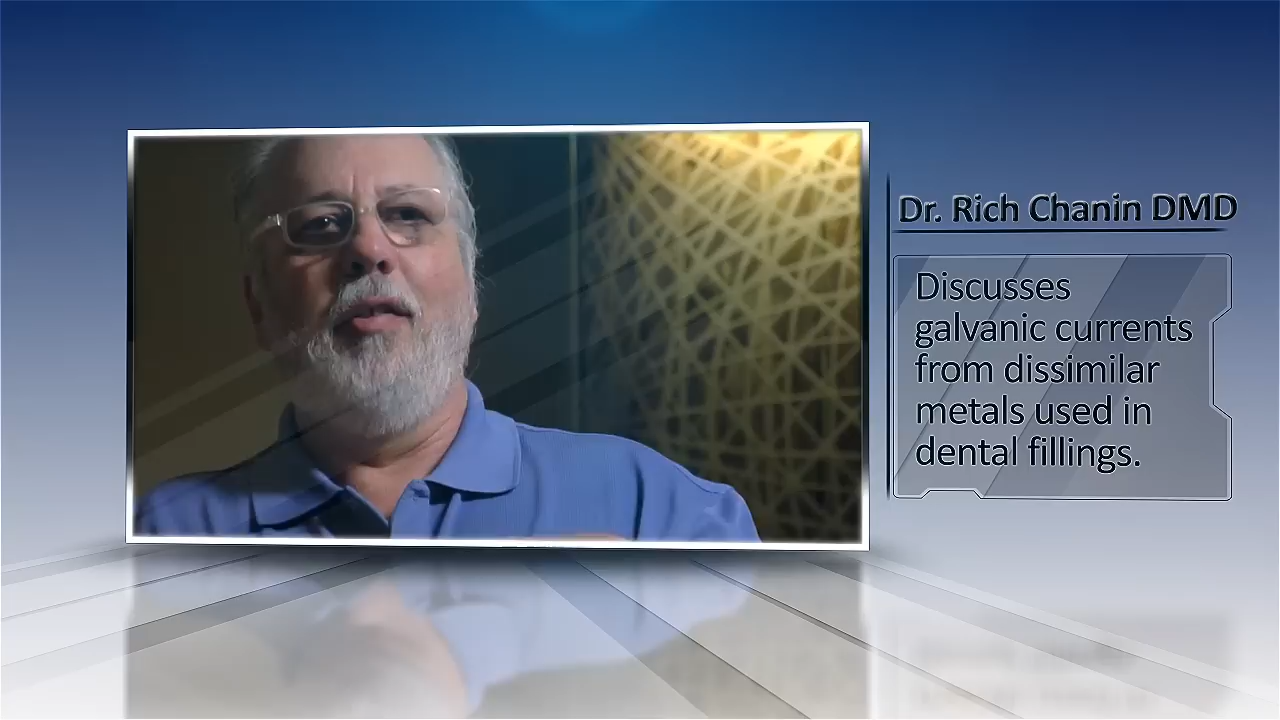 Dr. Rich Chanin DMD
Discusses
galvanic currents
from dissimilar
metals used in
dental fillings.